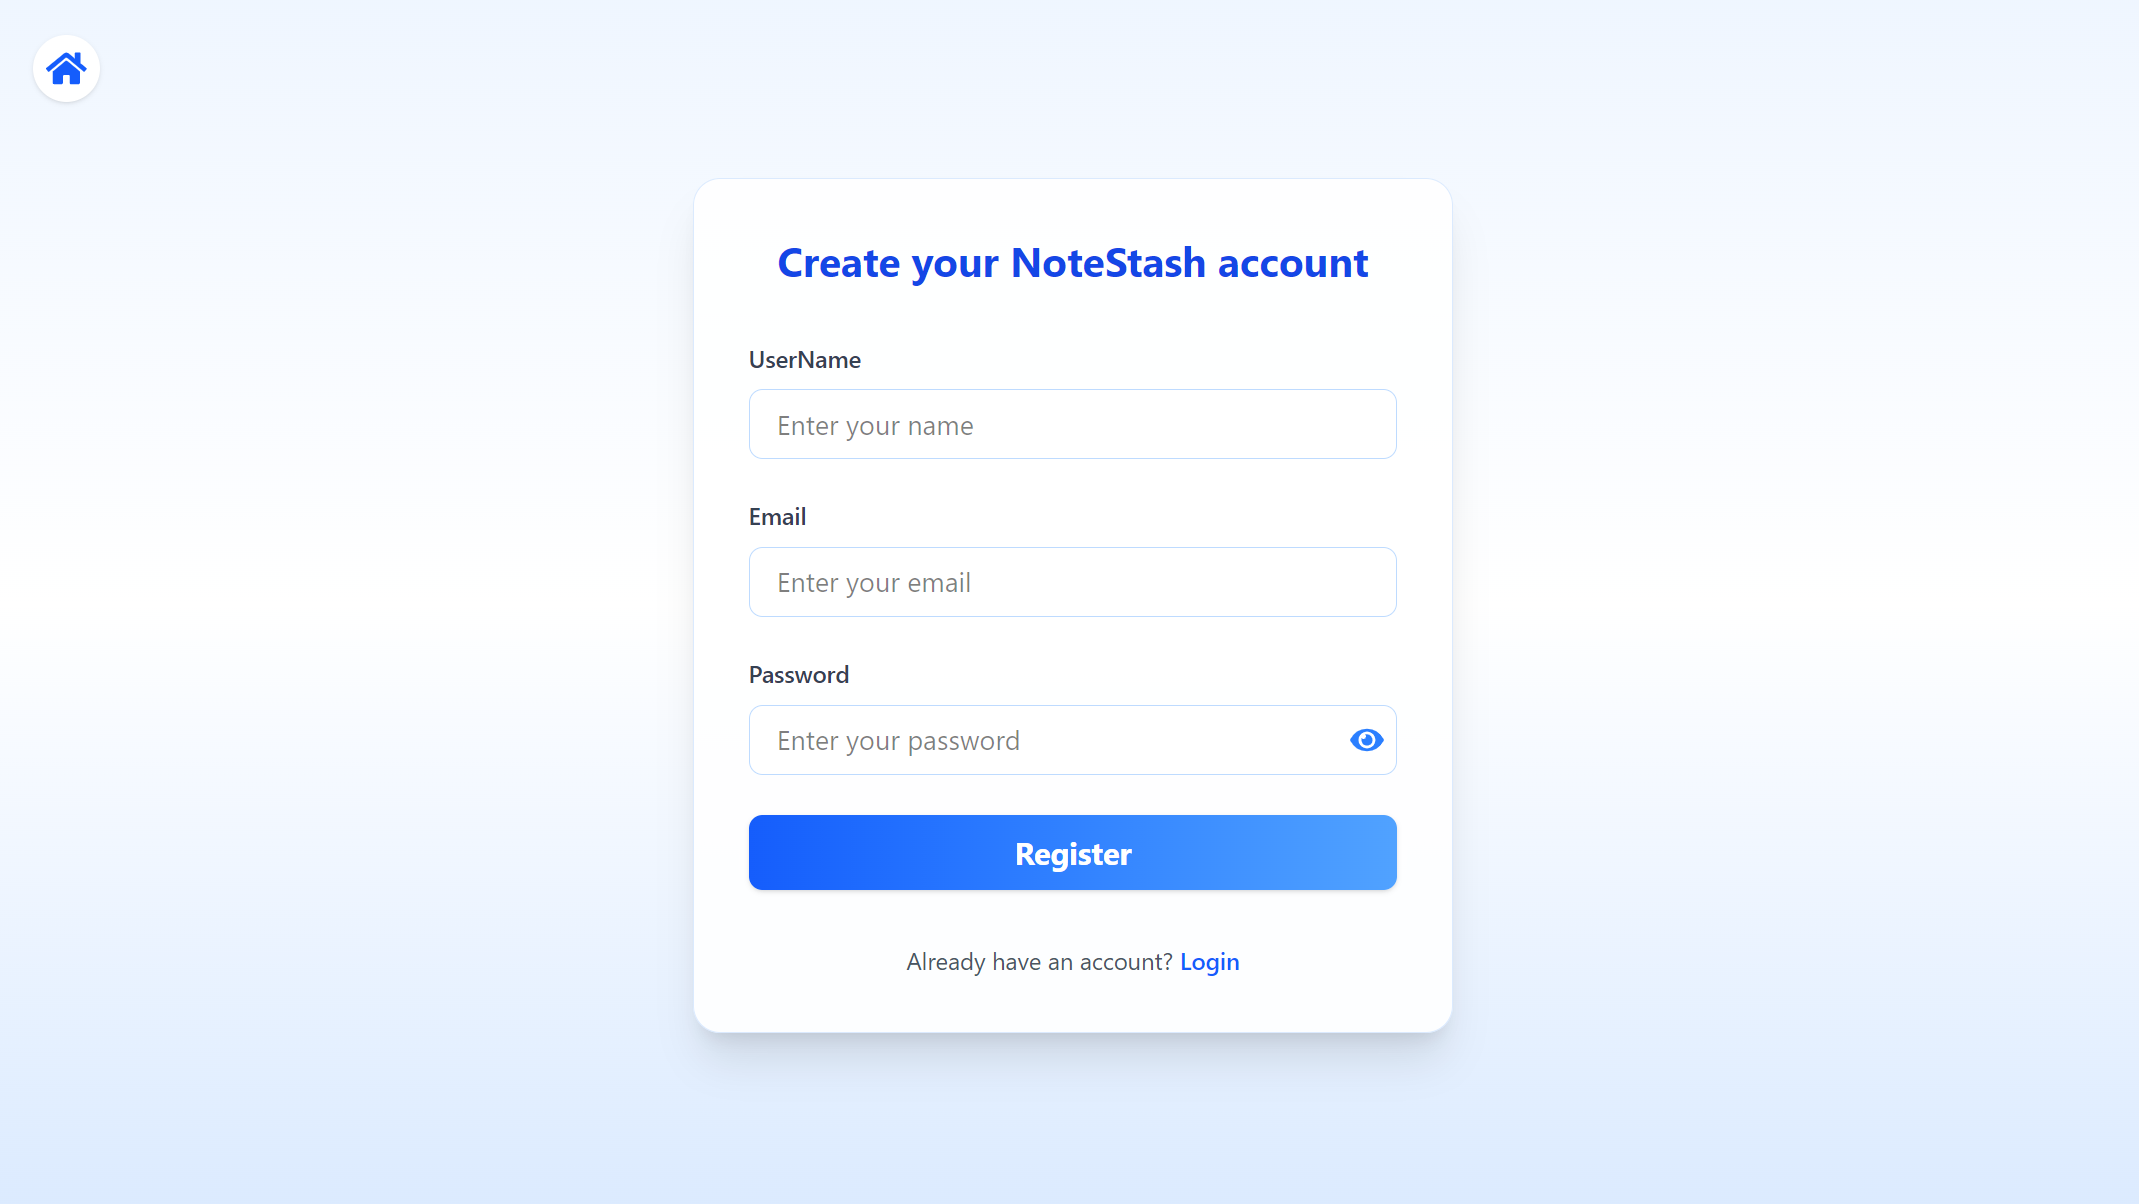 Create your NoteStash account
UserName
Enter your name
Email
Enter your email
Password
Enter your password
Register
Already have an account? Login